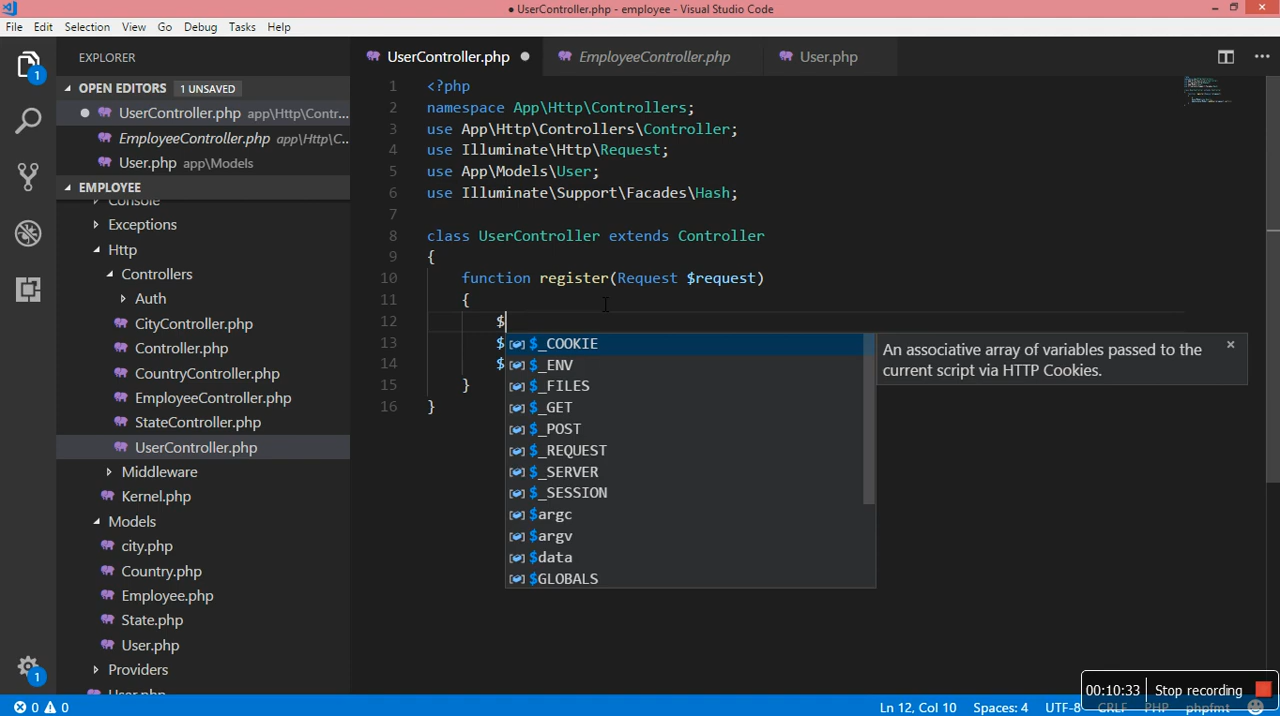 ● UserController.php - employee - Visual Studio Code
File Edit Selection View Go Debug Tasks Help
EXPLORER
OPEN EDITORS 1 UNSAVED
UserController.php app\Http\Contr...
EmployeeController.php app\Http\C...
User.php app\Models
EMPLOYEE
Console
Exceptions
Http
Controllers
Auth
CityController.php
Controller.php
CountryController.php
EmployeeController.php
StateController.php
UserController.php
Middleware
Kernel.php
Models
city.php
Country.php
Employee.php
State.php
User.php
Providers
User.php
1
1
UserController.php EmployeeController.php User.php
1 <?php
2 namespace App\Http\Controllers;
3 use App\Http\Controllers\Controller;
4 use Illuminate\Http\Request;
5 use App\Models\User;
6 use Illuminate\Support\Facades\Hash;
7
8 class UserController extends Controller
9 {
10 function register(Request $request)
11 {
12 $
13 $
14 $
15 }
16 }
$_COOKIE
$_ENV
$_FILES
$_GET
$_POST
$_REQUEST
$_SERVER
$_SESSION
$argc
$argv
$data
$GLOBALS
An associative array of variables passed to the
current script via HTTP Cookies.
00:10:33 Stop recording
0 0 Ln 12, Col 10 Spaces: 4 UTF-8 CRLF PHP phpfmt